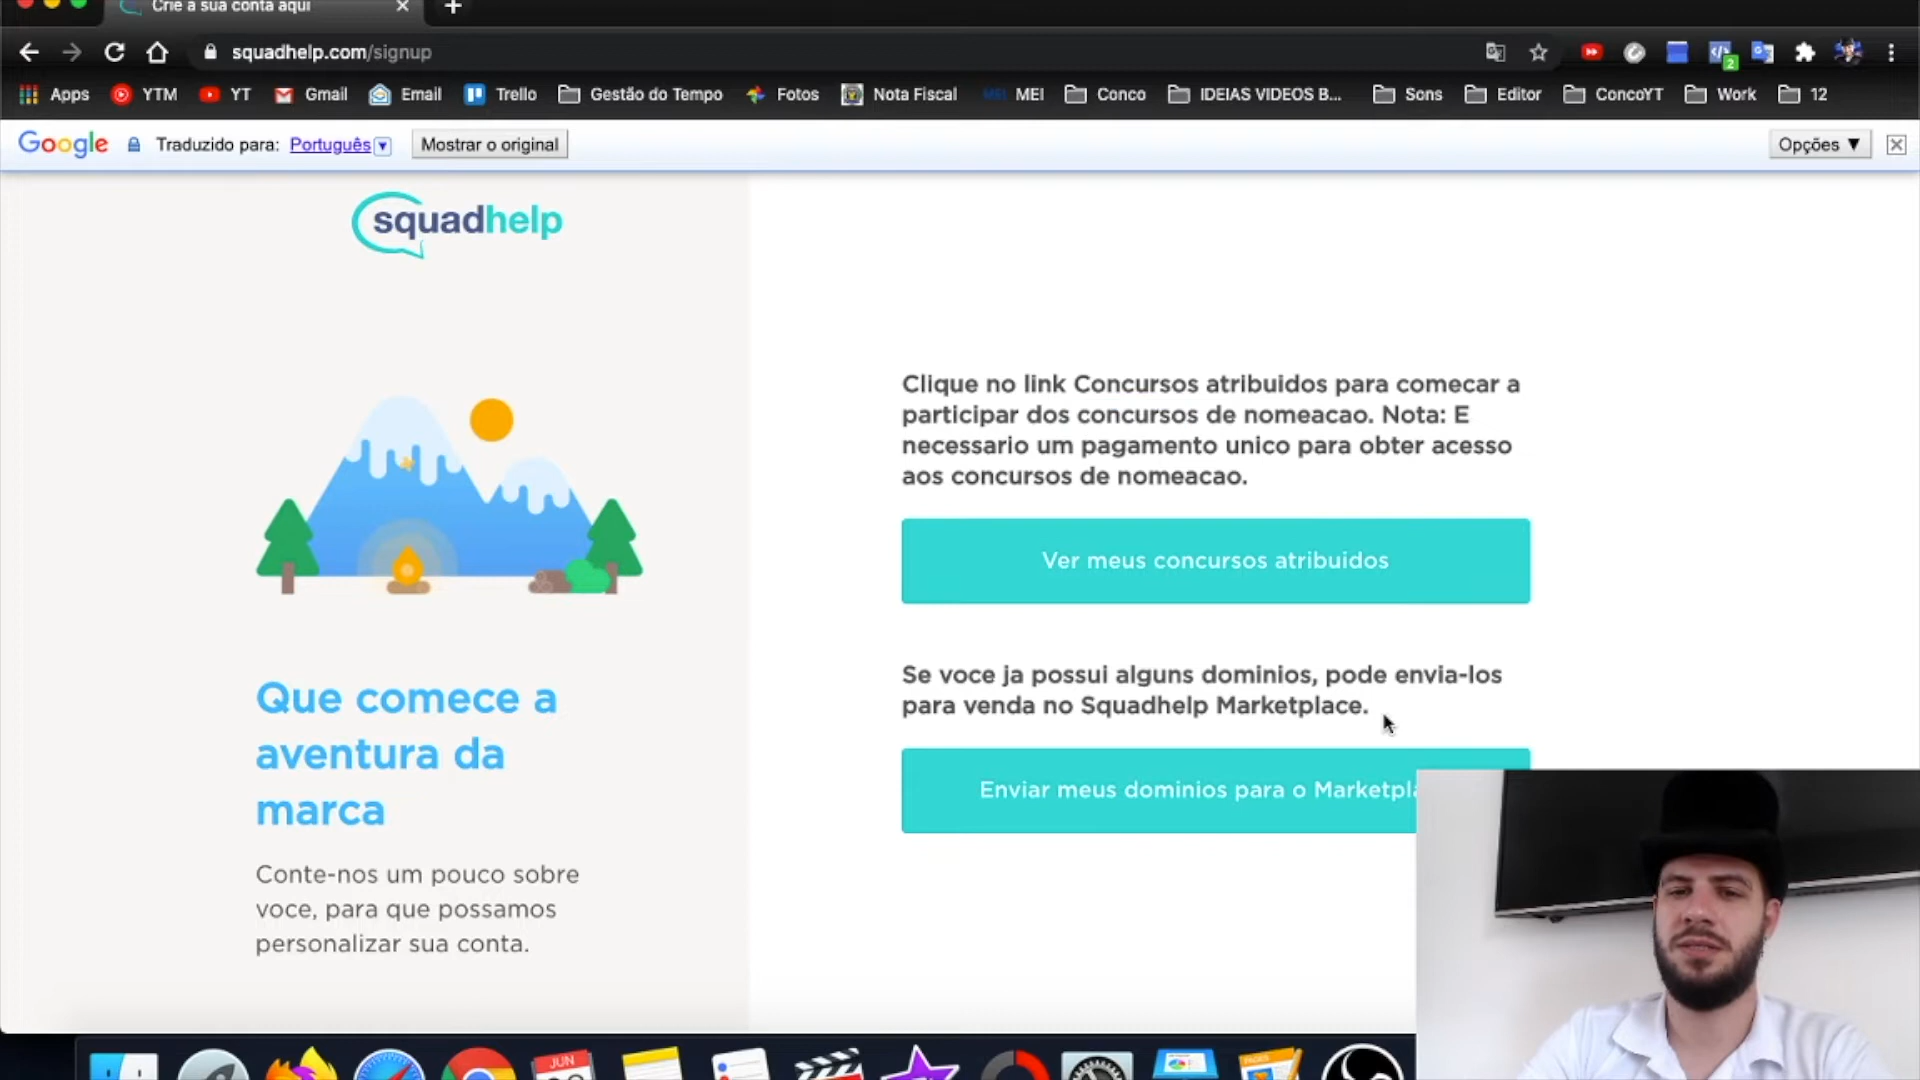 Crie a sua conta aqui
squadhelp.com/signup
2
Apps YTM YT Gmail Email Trello Gestão do Tempo Fotos Nota Fiscal MEI MEI Conco IDEIAS VIDEOS B... Sons Editor ConcoYT Work 12
Google Traduzido para: Português Mostrar o original Opções
squadhelp
Clique no link Concursos atribuidos para comecar a
participar dos concursos de nomeacao. Nota: E
necessario um pagamento unico para obter acesso
aos concursos de nomeacao.
Ver meus concursos atribuidos
Se voce ja possui alguns dominios, pode envia-los
para venda no Squadhelp Marketplace.
Enviar meus dominios para o Marketpla
Que comece a
aventura da
marca
Conte-nos um pouco sobre
voce, para que possamos
personalizar sua conta.
JUN
PAGES